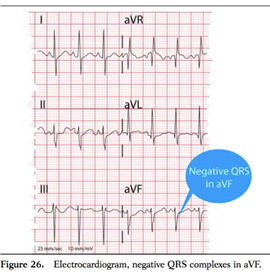 I
aVR
II
aVL
Negative QRS
in aVF
III
aVF
25 mm/sec 10 mm/mV
Figure 26. Electrocardiogram, negative QRS complexes in aVF.